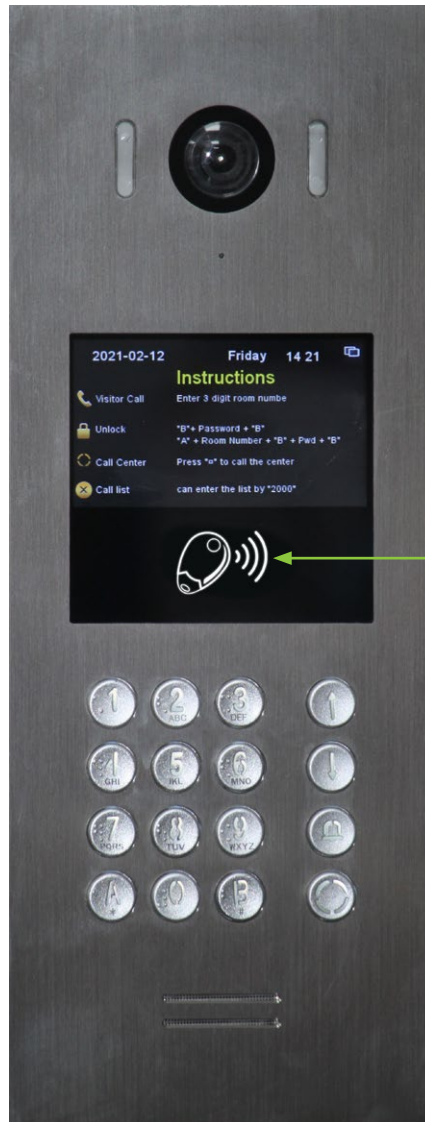 2021-02-12 Friday 14 21
Instructions
Visitor Call Enter 3 digit room numbe
Unlock "B"+ Password + "B"
"A" + Room Number + "B" + Pwd + "B"
Call Center Press "¤" to call the center
Call list can enter the list by "2000"
1 2 3
ABC DEF
4 5 6
GHI JKL MNO
7 8 9
PQRS TUV WXYZ
A 0 B
* #